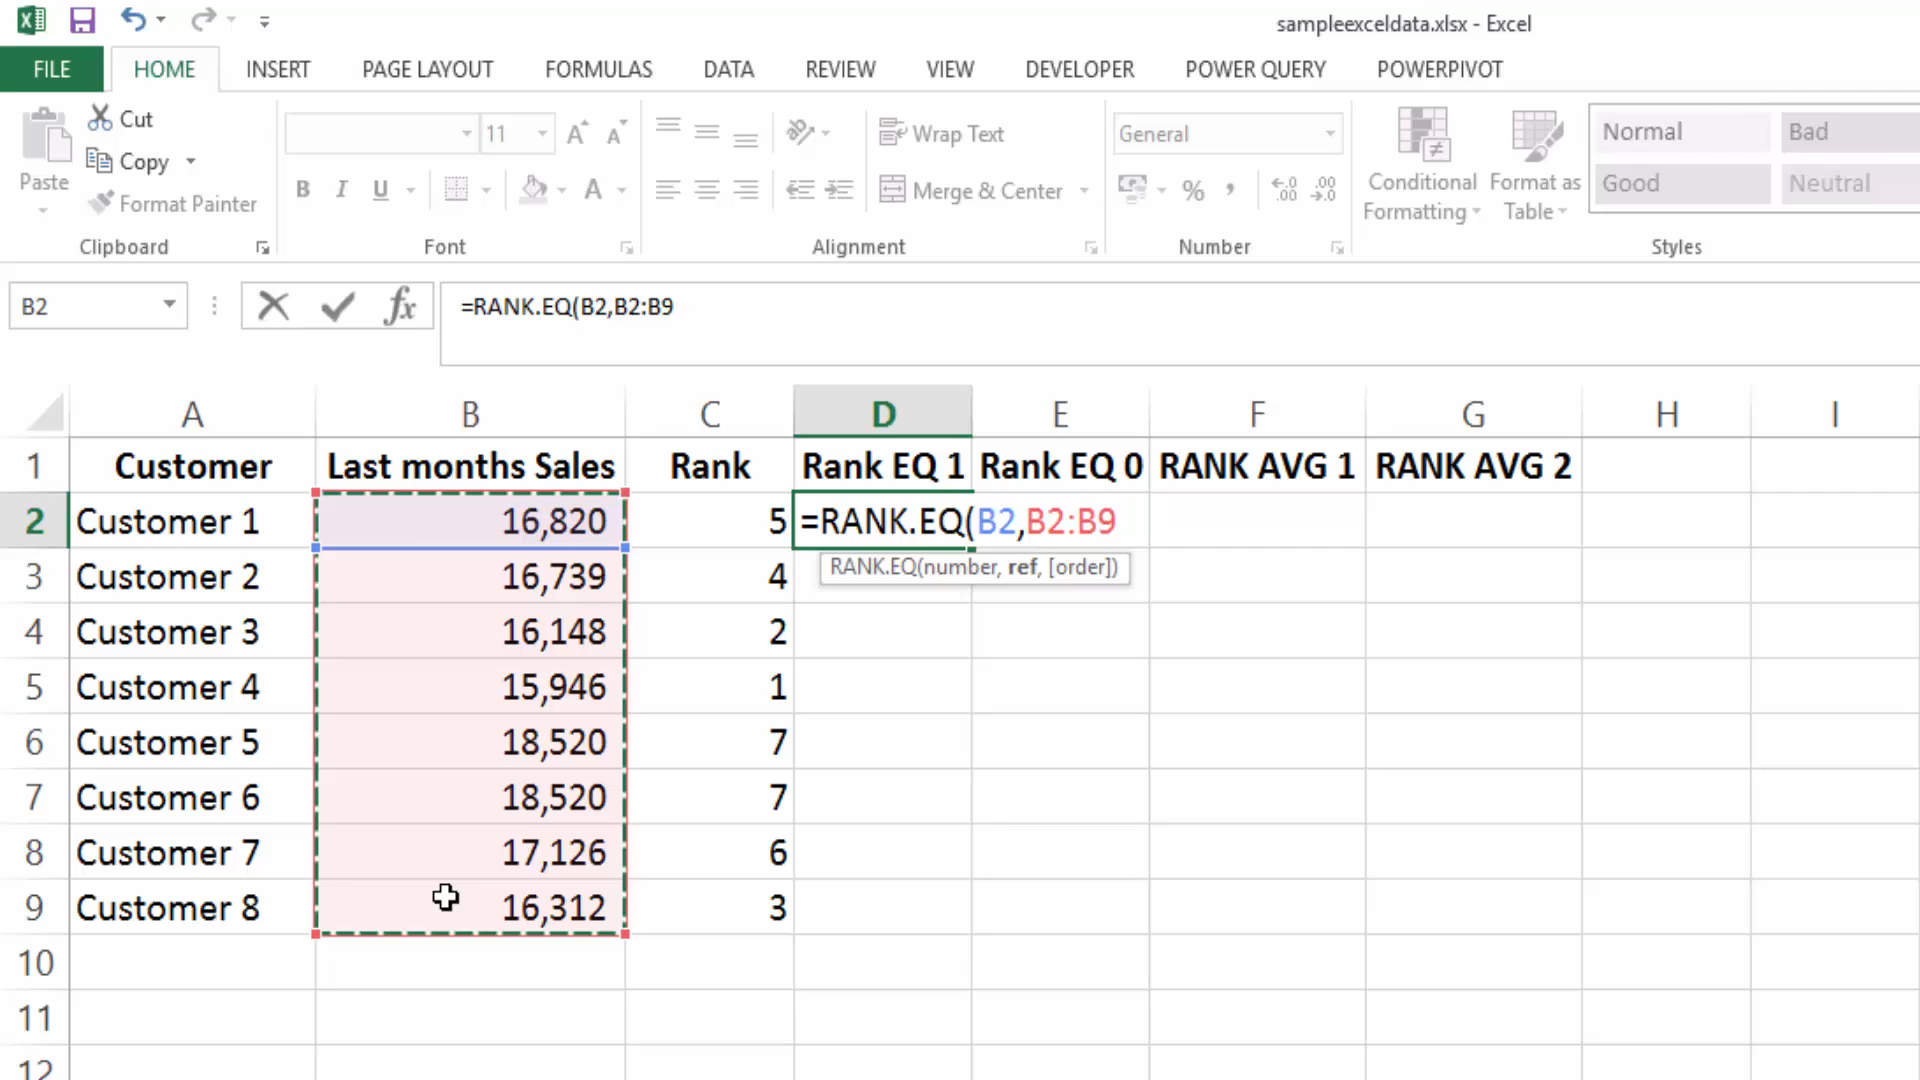 sampleexceldata.xlsx - Excel
FILE HOME INSERT PAGE LAYOUT FORMULAS DATA REVIEW VIEW DEVELOPER POWER QUERY POWERPIVOT
Paste
Cut
Copy
Format Painter
Clipboard
11
B I U A
Font
Wrap Text
Merge & Center
Alignment
General
%
Number
Conditional Formatting
Format as Table
Normal Bad
Good Neutral
Styles
B2 fx =RANK.EQ(B2,B2:B9
A B C D E F G H I
1 Customer Last months Sales Rank Rank EQ 1 Rank EQ 0 RANK AVG 1 RANK AVG 2
2 Customer 1 16,820 5 =RANK.EQ(B2,B2:B9
RANK.EQ(number, ref, [order])
3 Customer 2 16,739 4
4 Customer 3 16,148 2
5 Customer 4 15,946 1
6 Customer 5 18,520 7
7 Customer 6 18,520 7
8 Customer 7 17,126 6
9 Customer 8 16,312 3
10
11
12